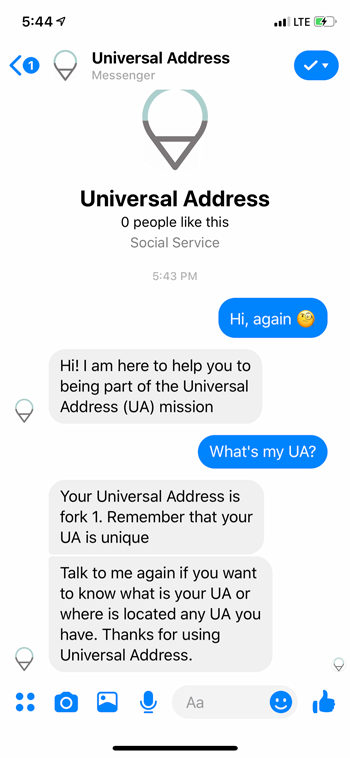 5:44
LTE
1
Universal Address
Messenger
Universal Address
0 people like this
Social Service
5:43 PM
Hi, again 🧐
Hi! I am here to help you to
being part of the Universal
Address (UA) mission
What's my UA?
Your Universal Address is
fork 1. Remember that your
UA is unique
Talk to me again if you want
to know what is your UA or
where is located any UA you
have. Thanks for using
Universal Address.
Aa